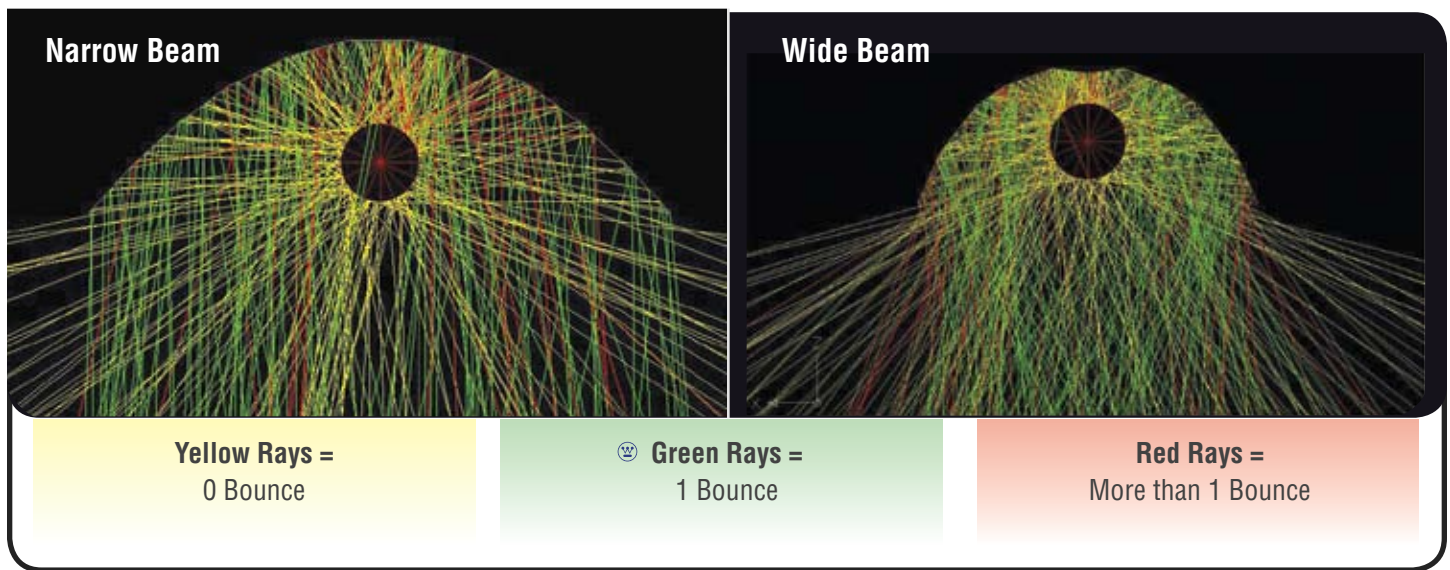 Narrow Beam
Wide Beam
Yellow Rays =
0 Bounce
Green Rays =
1 Bounce
Red Rays =
More than 1 Bounce